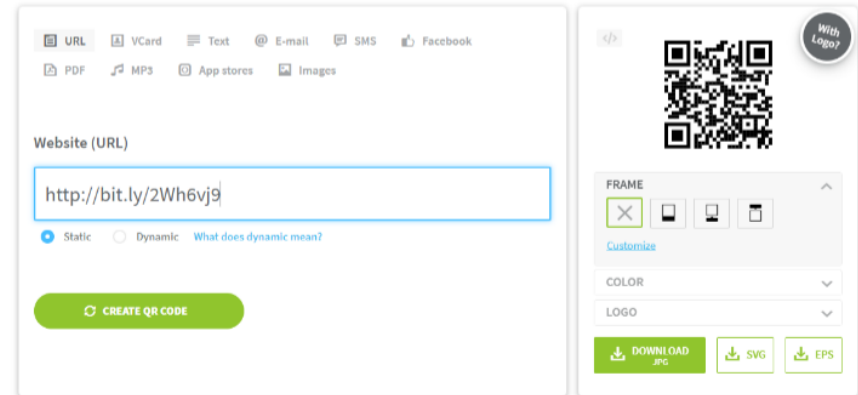 URL VCard Text E-mail SMS Facebook
PDF MP3 App stores Images
Website (URL)
http://bit.ly/2Wh6vj9
Static Dynamic What does dynamic mean?
CREATE QR CODE
</>
With
Logo?
FRAME
Customize
COLOR
LOGO
DOWNLOAD
.JPG
SVG
EPS